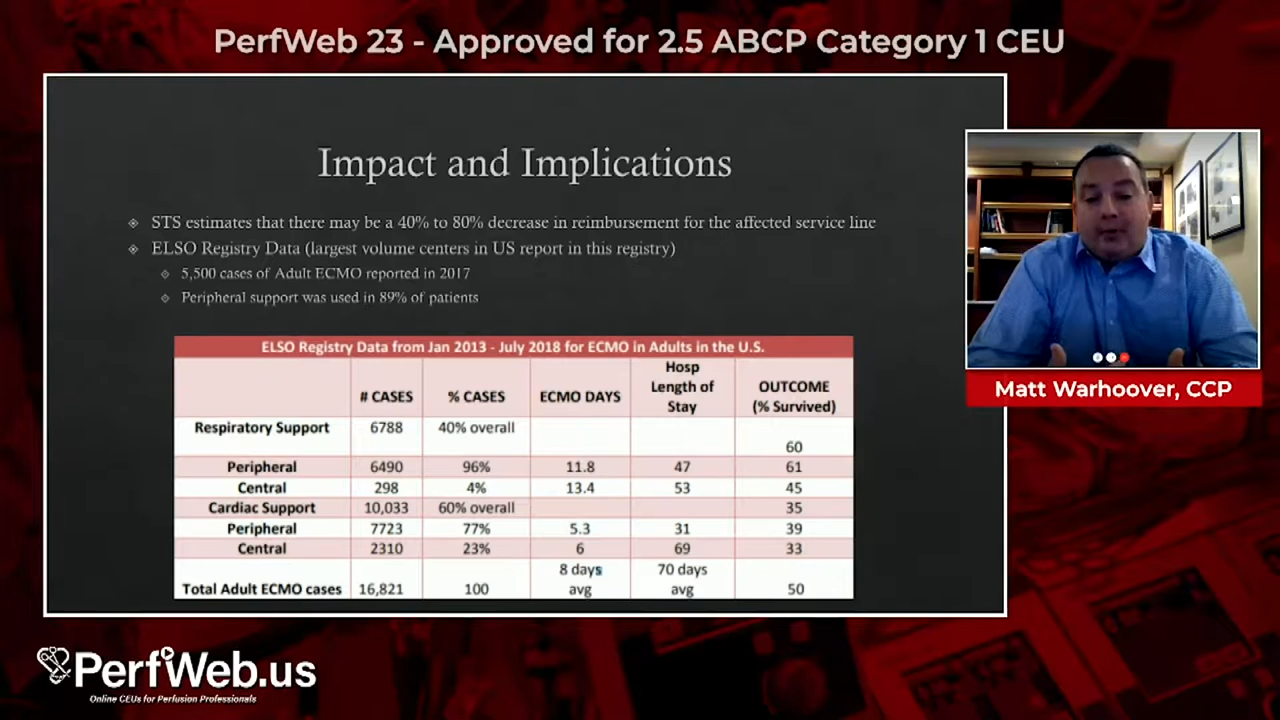 PerfWeb 23 - Approved for 2.5 ABCP Category 1 CEU
Impact and Implications
STS estimates that there may be a 40% to 80% decrease in reimbursement for the affected service line
ELSO Registry Data (largest volume centers in US report in this registry)
5,500 cases of Adult ECMO reported in 2017
Peripheral support was used in 89% of patients
ELSO Registry Data from Jan 2013 - July 2018 for ECMO in Adults in the U.S.
# CASES % CASES ECMO DAYS Hosp Length of Stay OUTCOME (% Survived)
Respiratory Support 6788 40% overall 60
Peripheral 6490 96% 11.8 47 61
Central 298 4% 13.4 53 45
Cardiac Support 10,033 60% overall 35
Peripheral 7723 77% 5.3 31 39
Central 2310 23% 6 69 33
Total Adult ECMO cases 16,821 100 8 days avg 70 days avg 50
Matt Warhoover, CCP
PerfWeb.us
Online CEUs for Perfusion Professionals